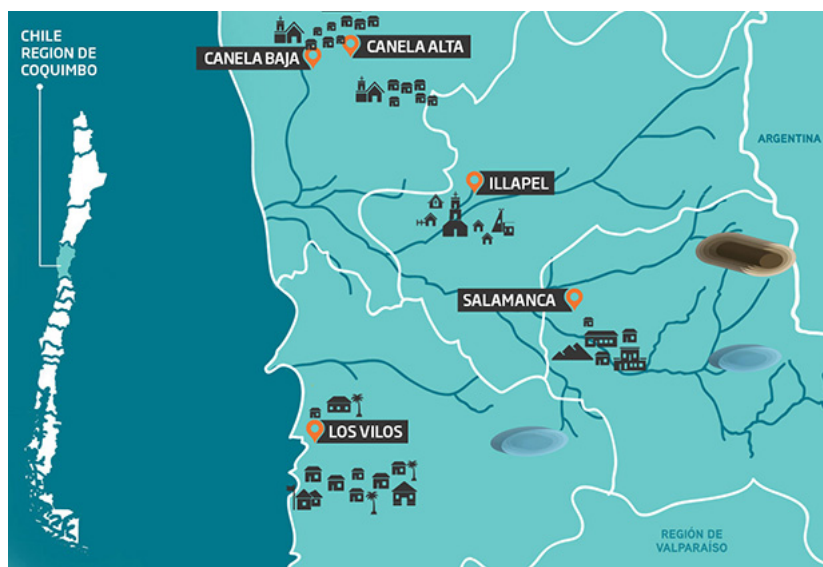 CHILE
REGION DE
COQUIMBO
CANELA BAJA
CANELA ALTA
ARGENTINA
ILLAPEL
SALAMANCA
LOS VILOS
REGIÓN DE
VALPARAÍSO